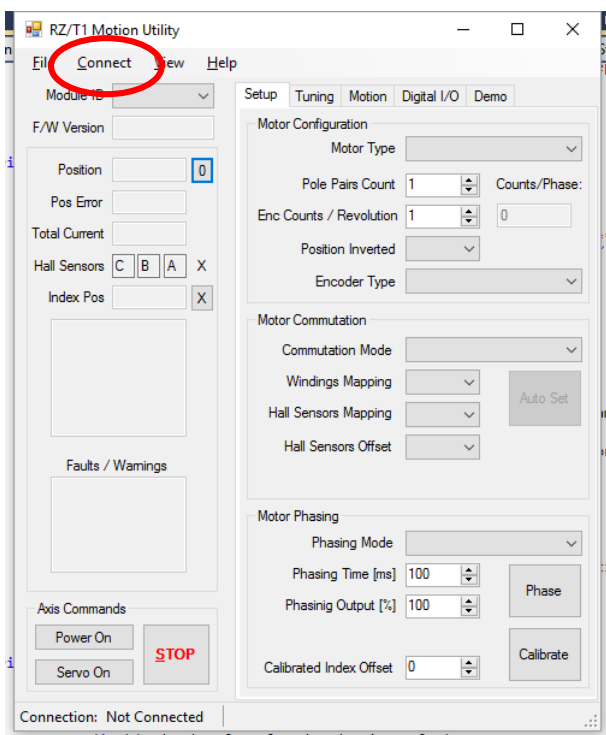 RZ/T1 Motion Utility
File Connect View Help
Module ID
F/W Version
Position 0
Pos Error
Total Current
Hall Sensors C B A X
Index Pos X
Faults / Warnings
Axis Commands
Power On
Servo On
STOP
Setup Tuning Motion Digital I/O Demo
Motor Configuration
Motor Type
Pole Pairs Count 1 Counts/Phase:
Enc Counts / Revolution 1 0
Position Inverted
Encoder Type
Motor Commutation
Commutation Mode
Windings Mapping
Hall Sensors Mapping
Auto Set
Hall Sensors Offset
Motor Phasing
Phasing Mode
Phasing Time [ms] 100
Phasinig Output [%] 100
Phase
Calibrated Index Offset 0
Calibrate
Connection: Not Connected